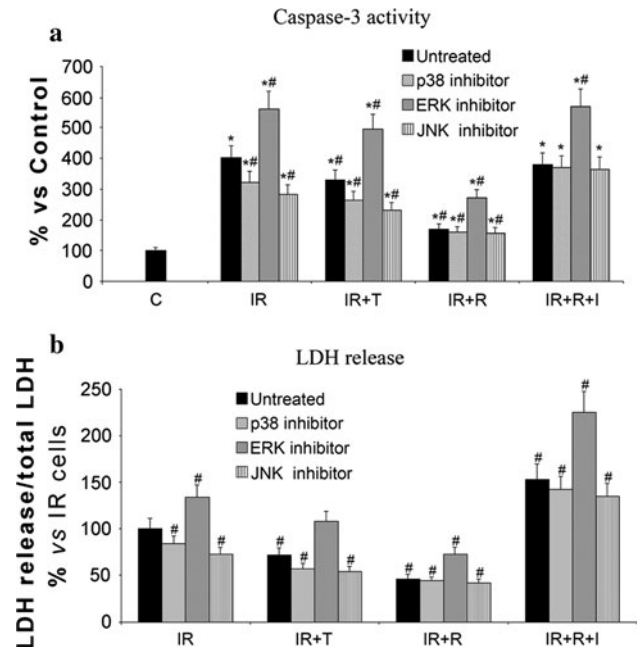 Caspase-3 activity
a
% vs Control
700
600
500
400
300
200
100
0
Untreated
p38 inhibitor
ERK inhibitor
JNK inhibitor
*
*#
*#
*#
*#
*#
*#
*#
*#
*#
*#
*#
*
*
*#
*
C IR IR+T IR+R IR+R+I
b
LDH release
LDH release/total LDH
% vs IR cells
250
200
150
100
50
0
Untreated
p38 inhibitor
ERK inhibitor
JNK inhibitor
#
#
#
#
#
#
#
#
#
#
#
#
#
#
IR IR+T IR+R IR+R+I